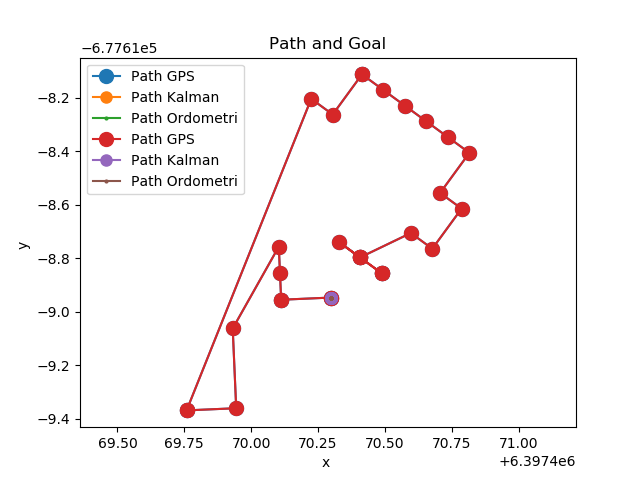 Path and Goal
−6.7761e5
Path GPS
Path Kalman
Path Ordometri
Path GPS
Path Kalman
Path Ordometri
y
−8.2
−8.4
−8.6
−8.8
−9.0
−9.2
−9.4
69.50 69.75 70.00 70.25 70.50 70.75 71.00
x
+6.3974e6